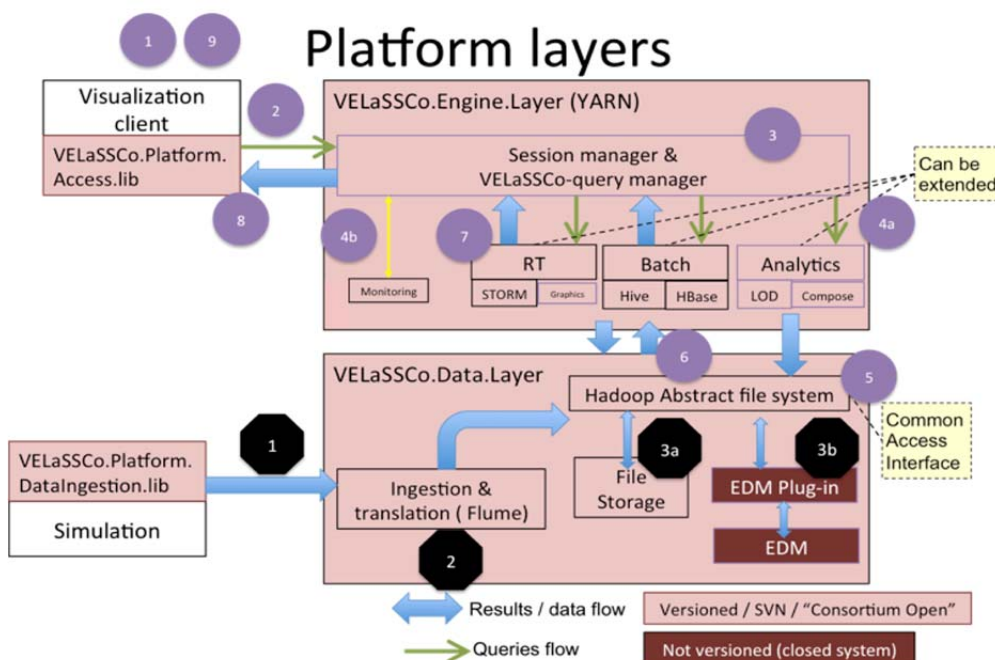 Platform layers
1
9
Visualization
client
VELaSSCo.Platform.
Access.lib
2
8
VELaSSCo.Engine.Layer (YARN)
3
Session manager &
VELaSSCo-query manager
Can be
extended
4b
7
4a
Monitoring
RT
STORM
Graphics
Batch
Hive
HBase
Analytics
LOD
Compose
6
VELaSSCo.Data.Layer
5
Hadoop Abstract file system
Common
Access
Interface
VELaSSCo.Platform.
DataIngestion.lib
Simulation
1
Ingestion &
translation ( Flume)
2
3a
File
Storage
3b
EDM Plug-in
EDM
Results / data flow
Queries flow
Versioned / SVN / “Consortium Open”
Not versioned (closed system)